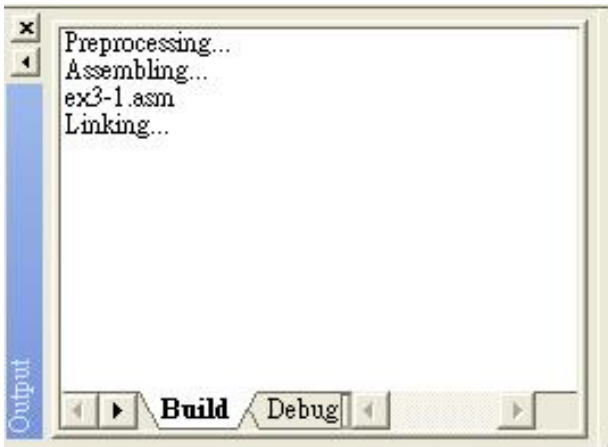 Preprocessing...
Assembling...
ex3-1.asm
Linking...
Output
Build
Debug